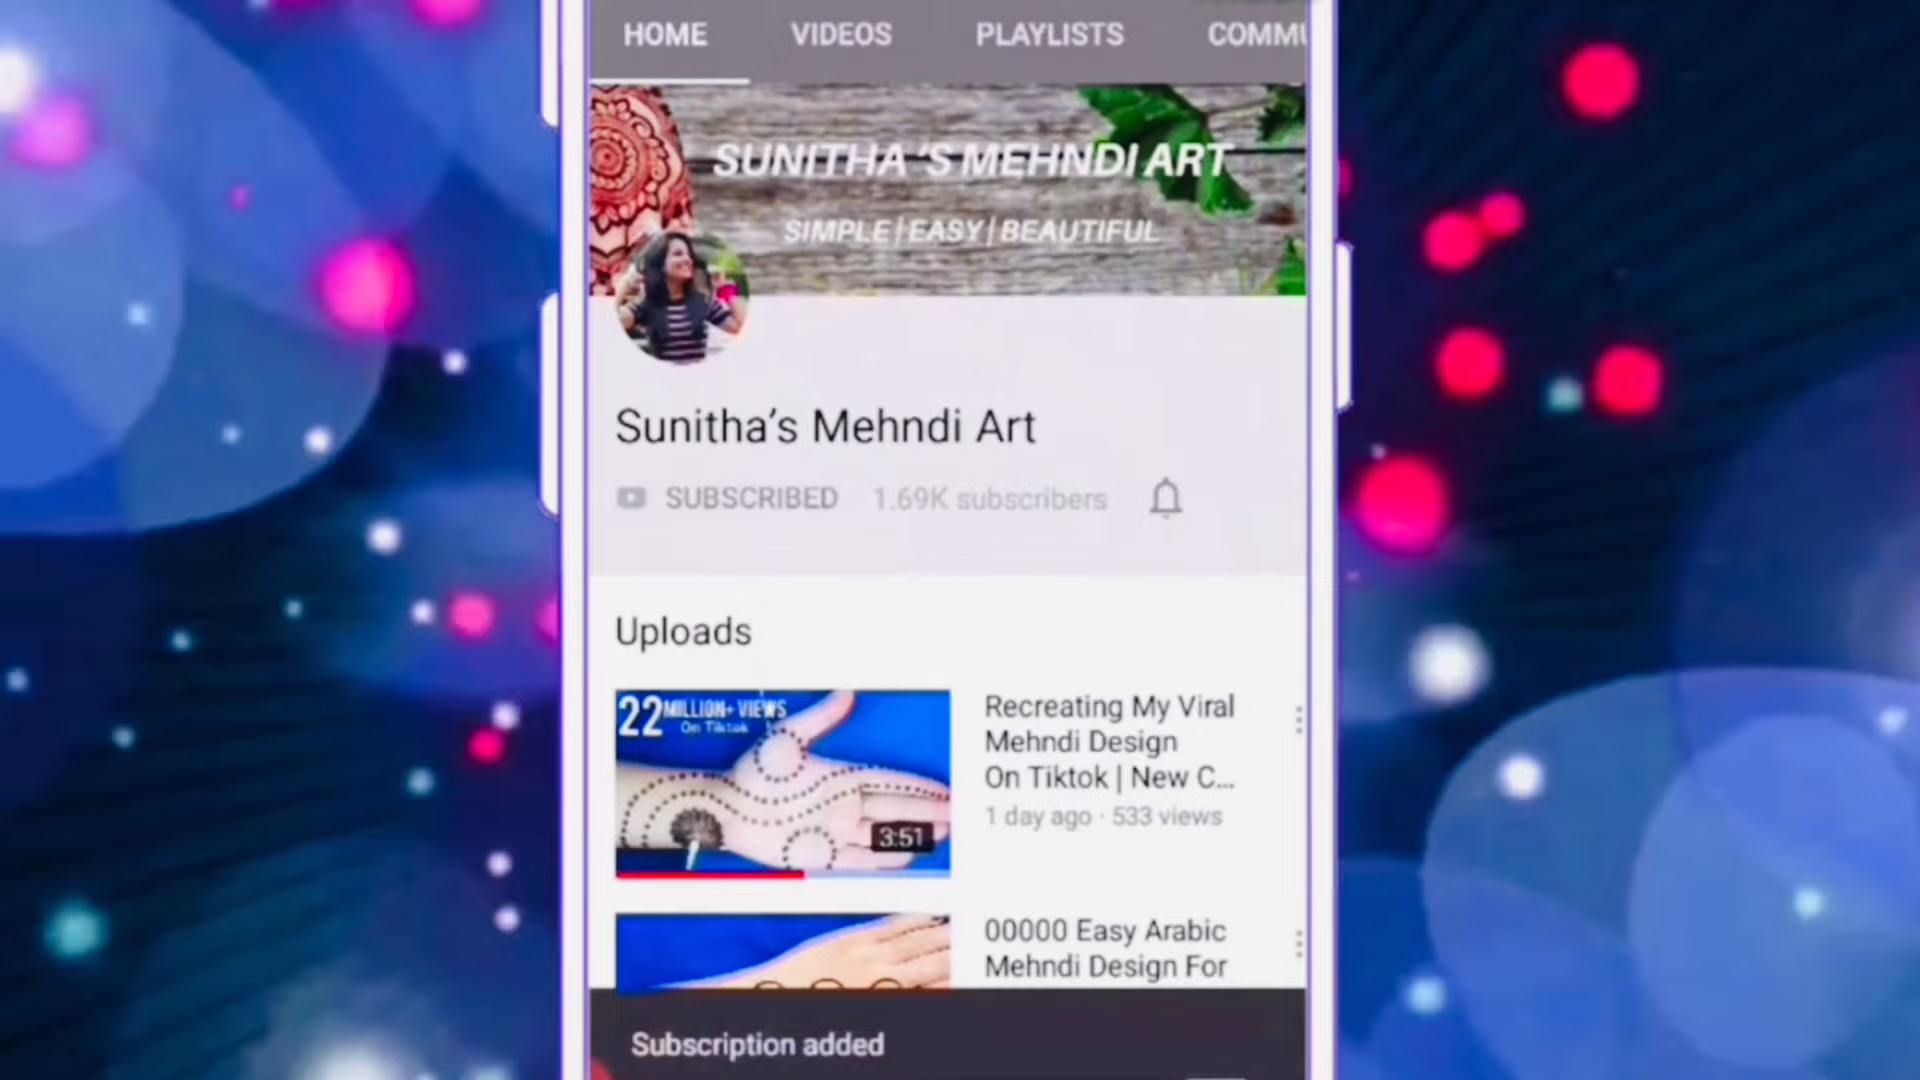 HOME VIDEOS PLAYLISTS COMMU
SUNITHA 'S MEHNDI ART
SIMPLE | EASY | BEAUTIFUL
Sunitha's Mehndi Art
SUBSCRIBED 1.69K subscribers
Uploads
22 MILLION+ VIEWS
On Tiktok
3:51
Recreating My Viral
Mehndi Design
On Tiktok | New C...
1 day ago · 533 views
00000 Easy Arabic
Mehndi Design For
Subscription added